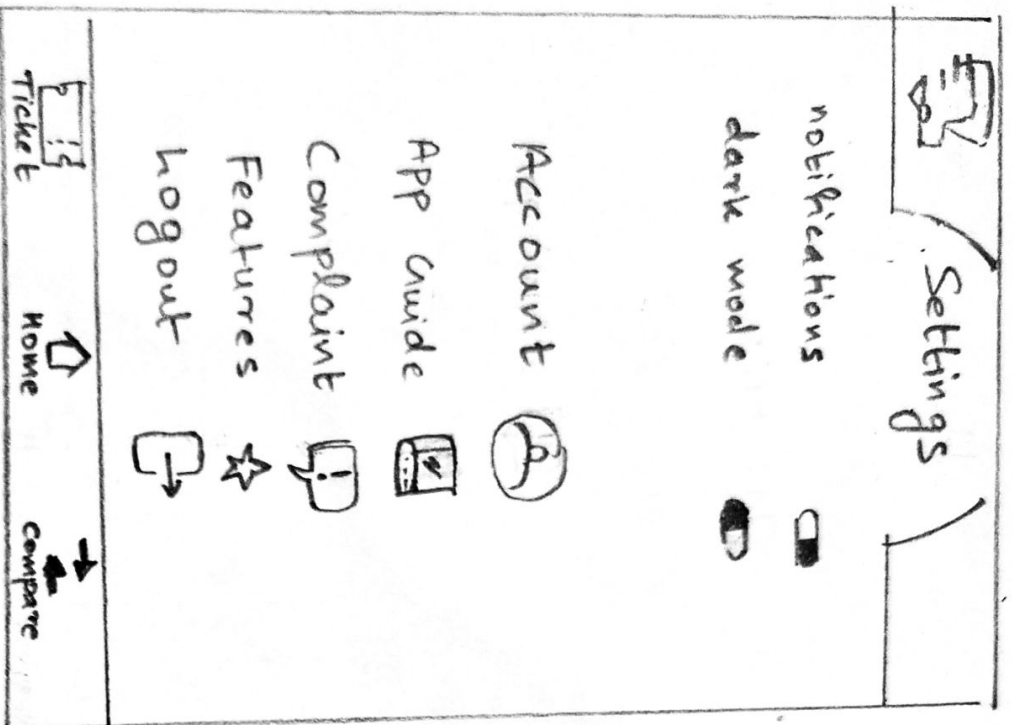 Settings
notifications
dark mode
Account
App Guide
Complaint
Features
Logout
Ticket
Home
Compare